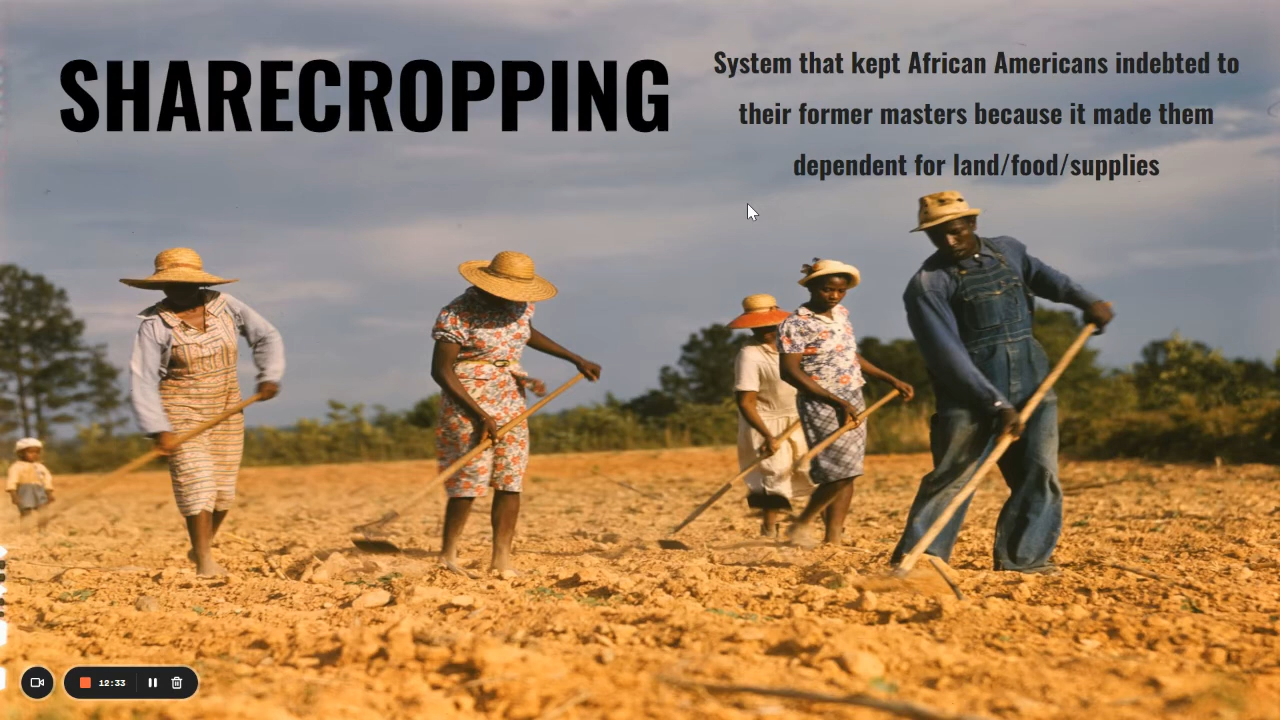 SHARECROPPING
System that kept African Americans indebted to
their former masters because it made them
dependent for land/food/supplies
12:33